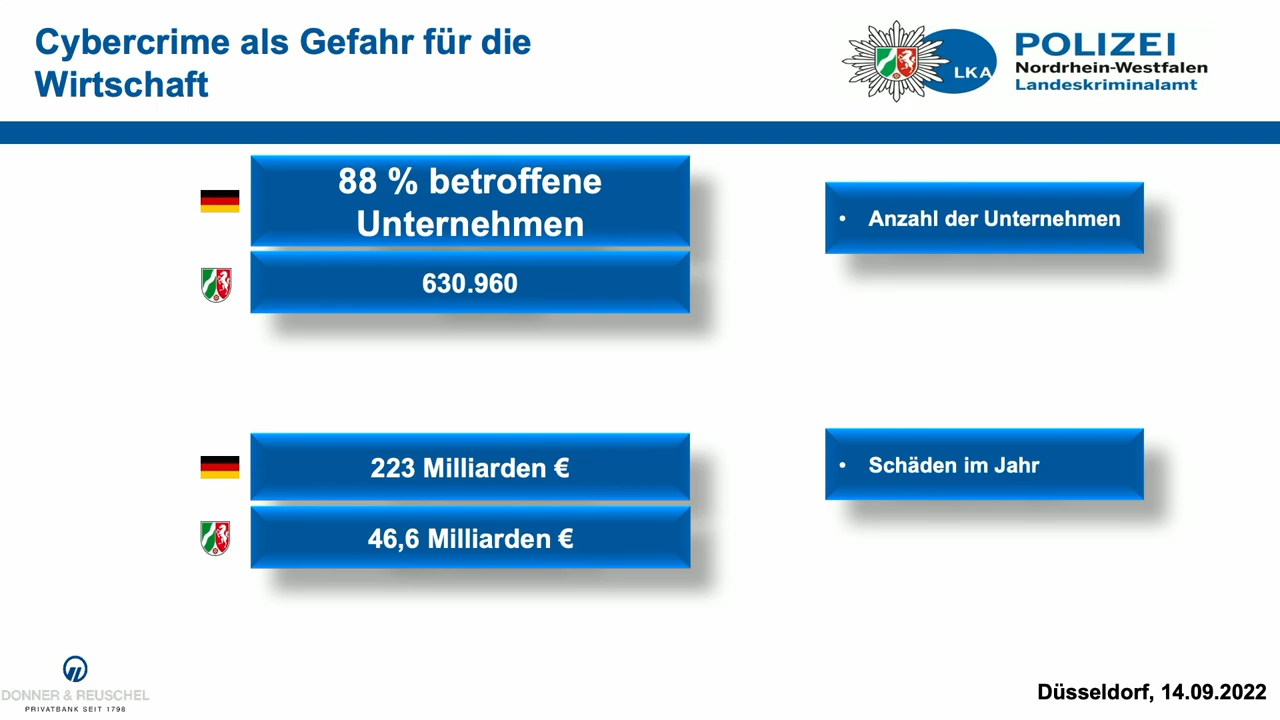 Cybercrime als Gefahr für die
Wirtschaft
LKA
POLIZEI
Nordrhein-Westfalen
Landeskriminalamt
88 % betroffene
Unternehmen
630.960
• Anzahl der Unternehmen
223 Milliarden €
46,6 Milliarden €
• Schäden im Jahr
DONNER & REUSCHEL
PRIVATBANK SEIT 1798
Düsseldorf, 14.09.2022